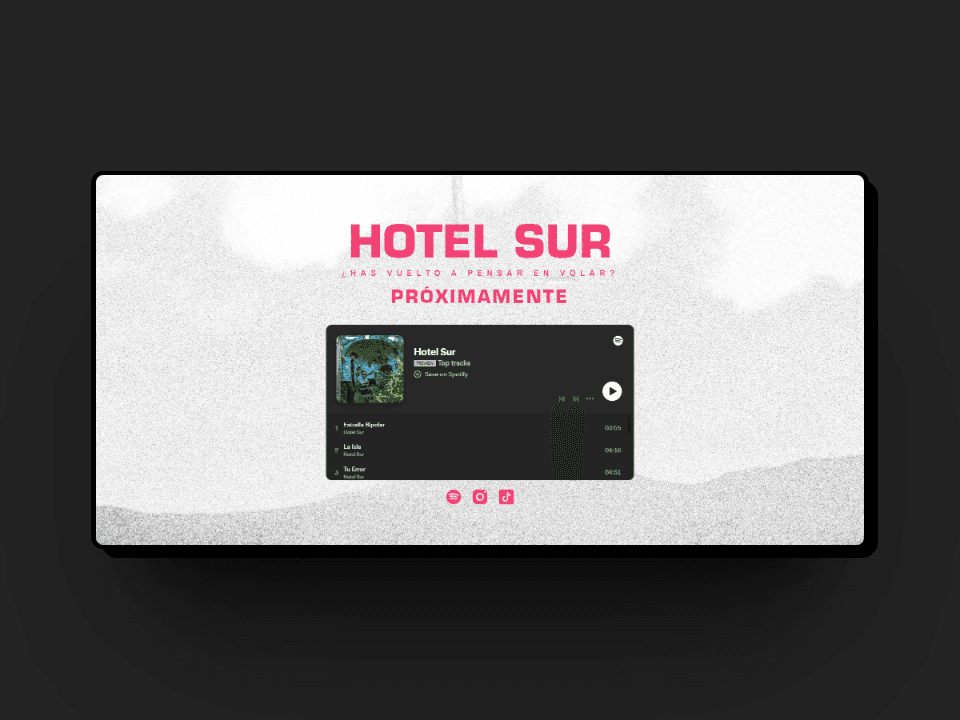 HOTEL SUR
¿HAS VUELTO A PENSAR EN VOLAR?
PRÓXIMAMENTE
Hotel Sur
PREVIEW Top tracks
Save on Spotify
1 Estrella Bipolar 03:55
Hotel Sur
2 La Isla 04:16
Hotel Sur
3 Tu Error 04:51
Hotel Sur